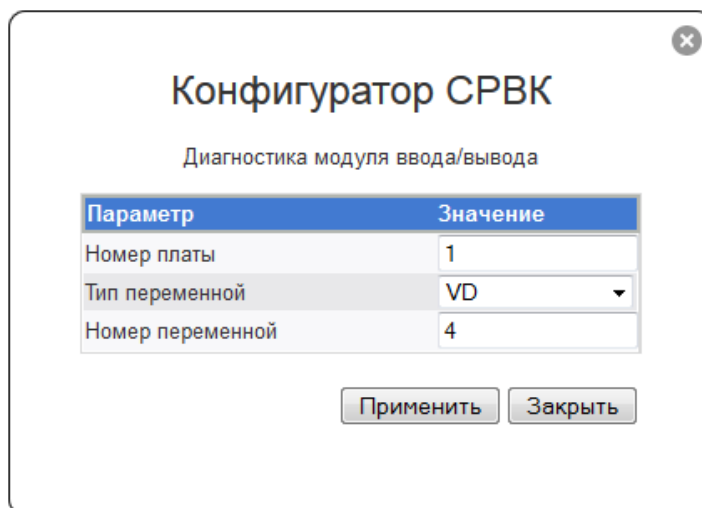 Конфигуратор СРВК
Диагностика модуля ввода/вывода
Параметр Значение
Номер платы 1
Тип переменной VD
Номер переменной 4
Применить Закрыть